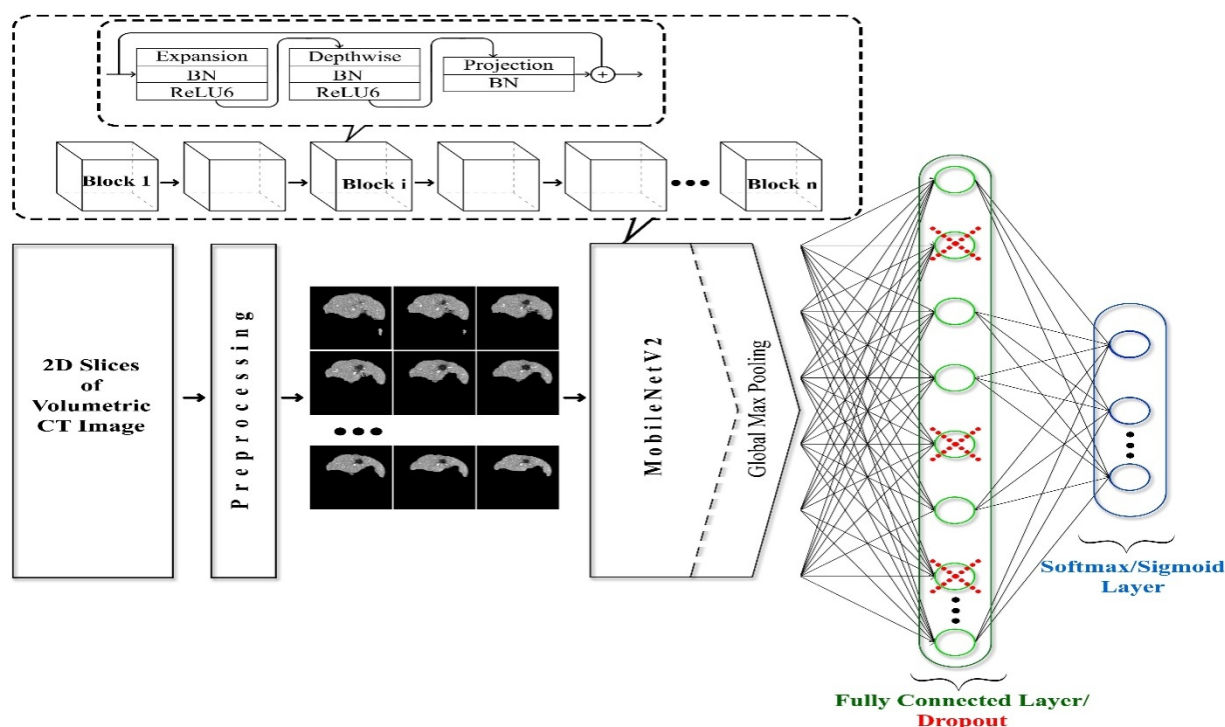 Expansion
BN
ReLU6
Depthwise
BN
ReLU6
Projection
BN
+
Block 1
Block i
Block n
2D Slices
of
Volumetric
CT Image
Preprocessing
MobileNetV2
Global Max Pooling
Softmax/Sigmoid
Layer
Fully Connected Layer/
Dropout